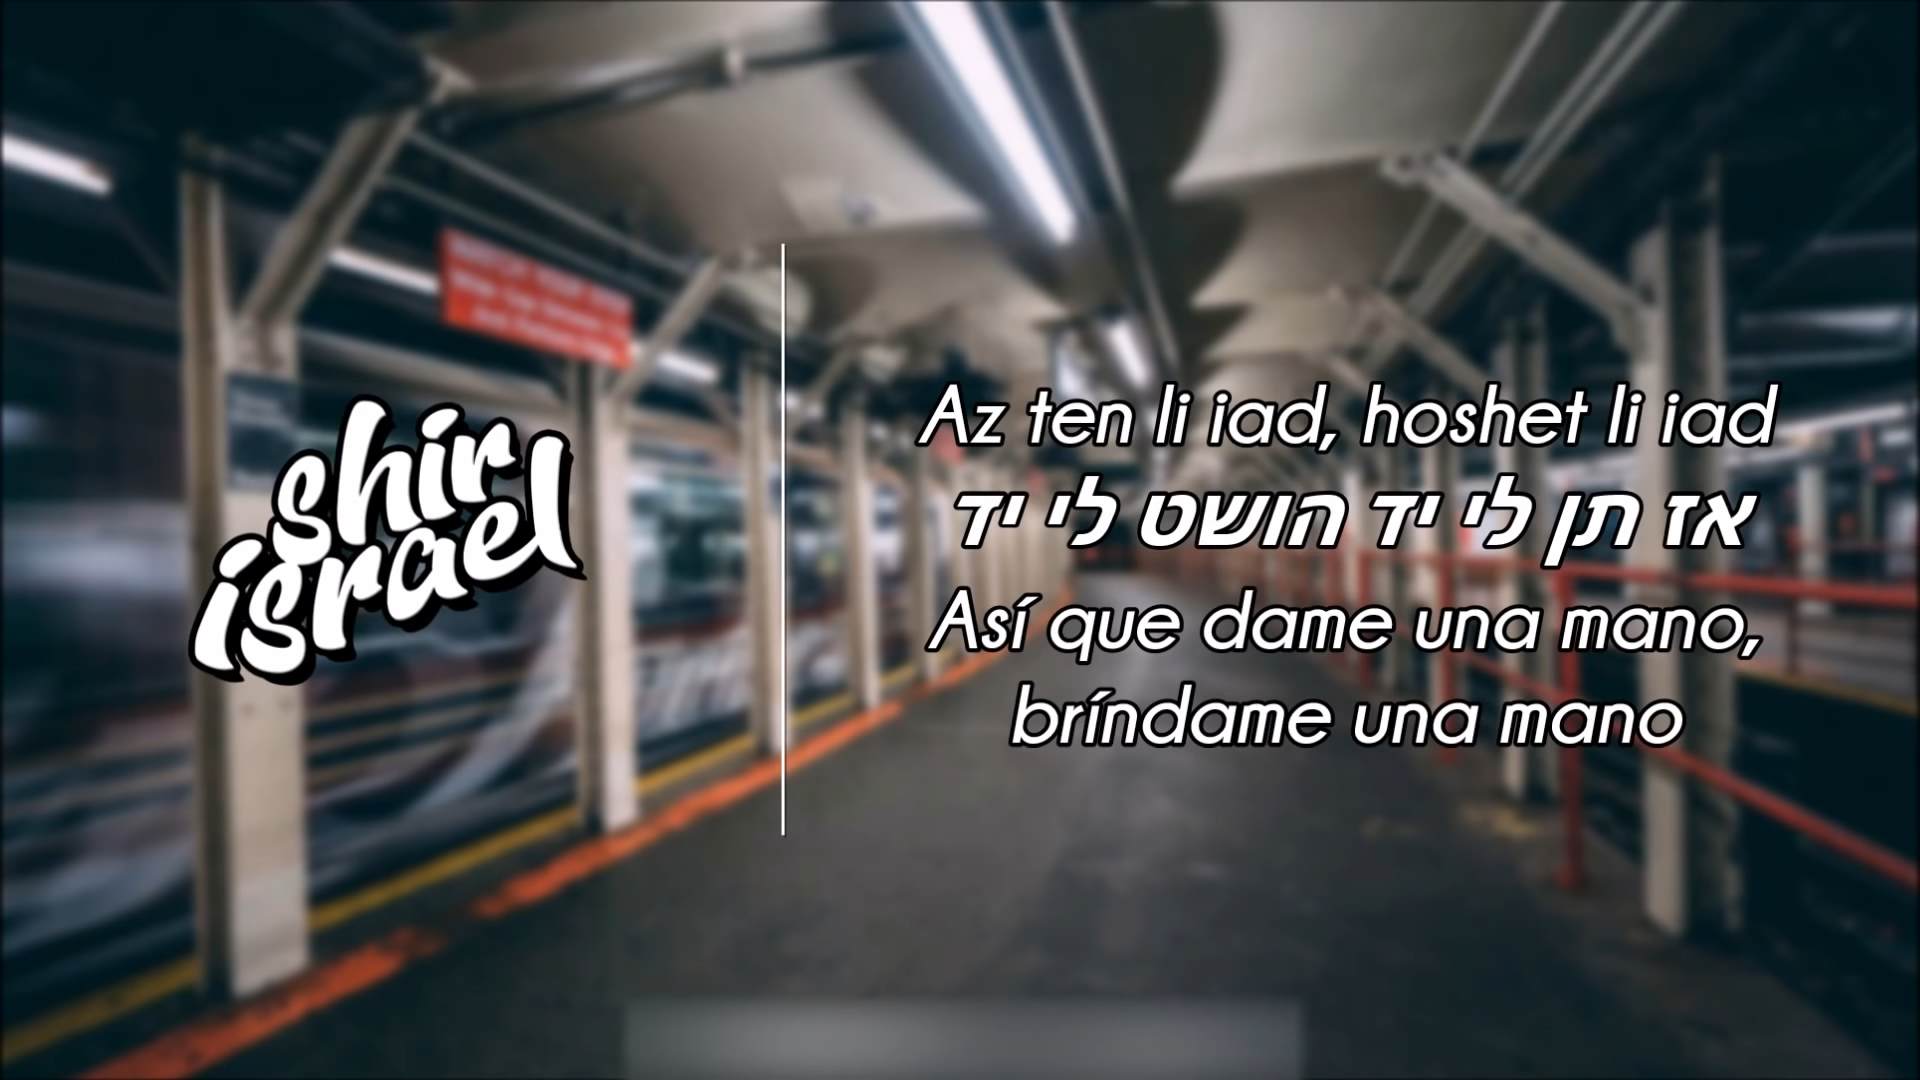 shir
israel
Az ten li iad, hoshet li iad
אז תן לי יד הושט לי יד
Así que dame una mano,
bríndame una mano